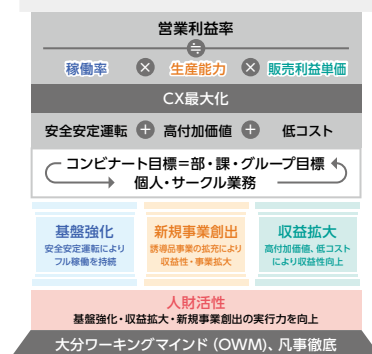 営業利益率
≒
稼働率 × 生産能力 × 販売利益単価
CX最大化
安全安定運転 + 高付加価値 + 低コスト
コンビナート目標＝部・課・グループ目標
個人・サークル業務
基盤強化
安全安定運転により
フル稼働を持続
新規事業創出
誘導品事業の拡充により
収益性・事業拡大
収益拡大
高付加価値、低コスト
により収益性向上
人財活性
基盤強化・収益拡大・新規事業創出の実行力を向上
大分ワーキングマインド（OWM）、凡事徹底